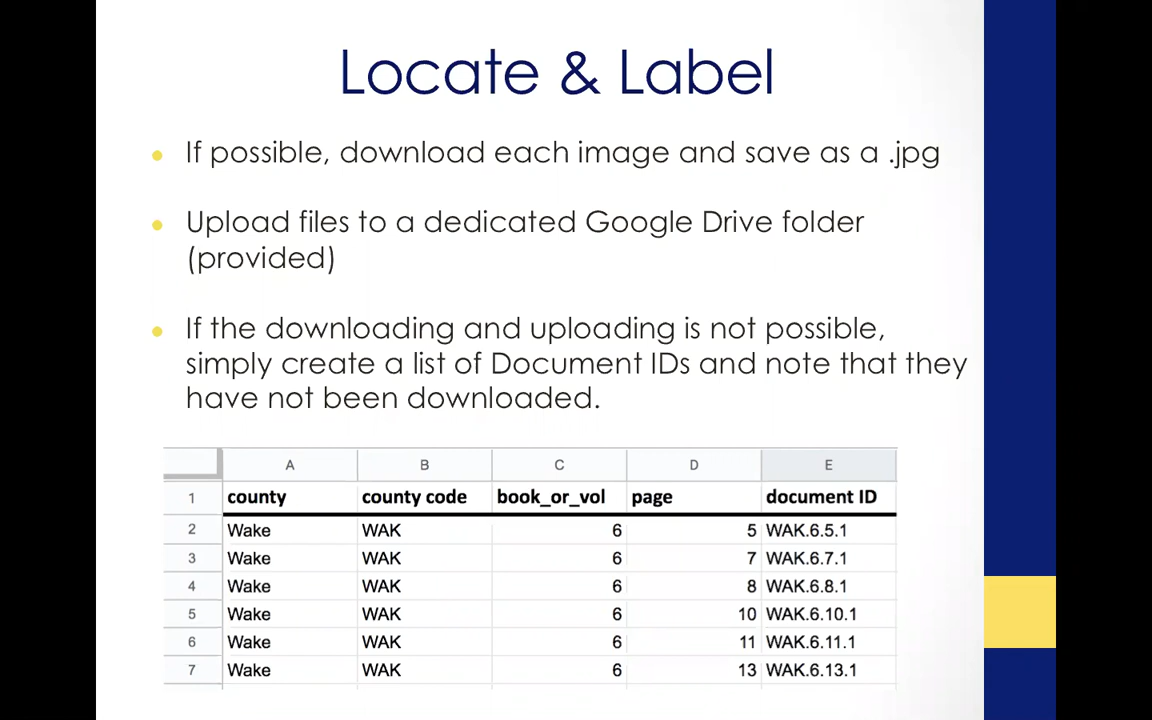 Locate & Label
If possible, download each image and save as a .jpg
Upload files to a dedicated Google Drive folder
(provided)
If the downloading and uploading is not possible,
simply create a list of Document IDs and note that they
have not been downloaded.
A B C D E
1 county county code book_or_vol page document ID
2 Wake WAK 6 5 WAK.6.5.1
3 Wake WAK 6 7 WAK.6.7.1
4 Wake WAK 6 8 WAK.6.8.1
5 Wake WAK 6 10 WAK.6.10.1
6 Wake WAK 6 11 WAK.6.11.1
7 Wake WAK 6 13 WAK.6.13.1